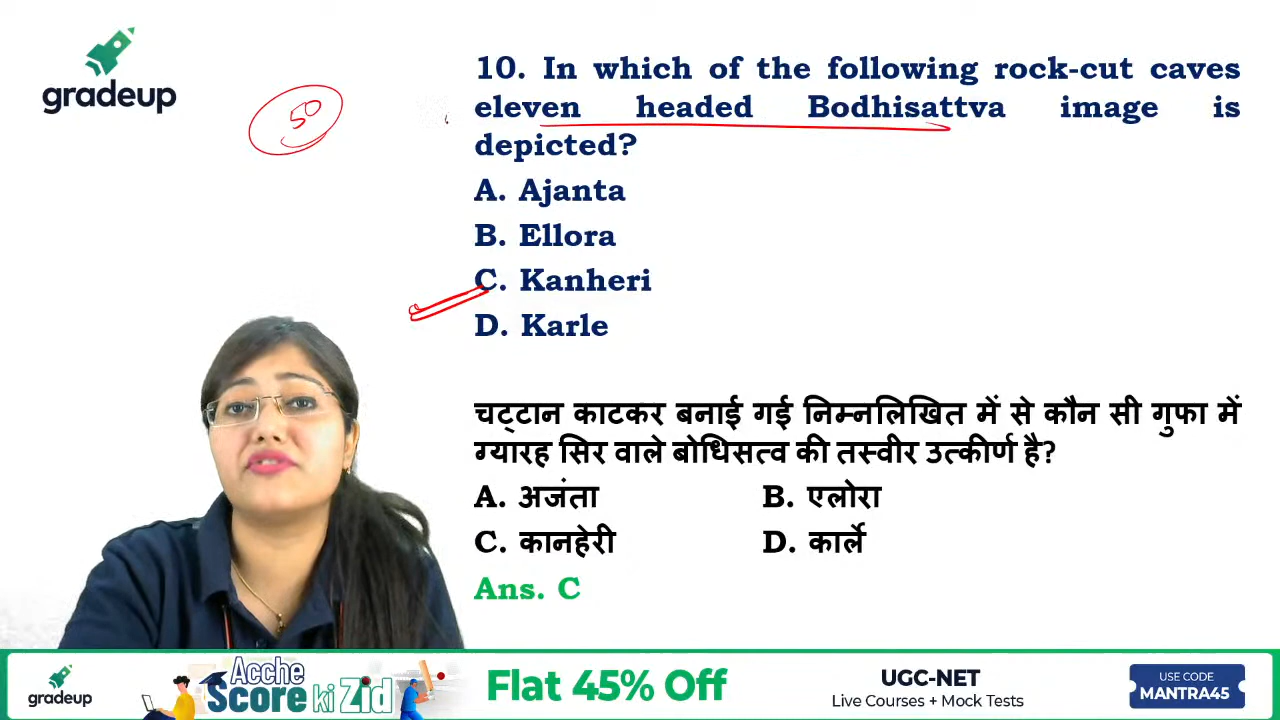 gradeup
50
10. In which of the following rock-cut caves
eleven headed Bodhisattva image is
depicted?
A. Ajanta
B. Ellora
C. Kanheri
D. Karle
चट्टान काटकर बनाई गई निम्नलिखित में से कौन सी गुफा में
ग्यारह सिर वाले बोधिसत्व की तस्वीर उत्कीर्ण है?
A. अजंता B. एलोरा
C. कानहेरी D. कार्ले
Ans. C
gradeup
Acche
Score ki Zid
Flat 45% Off
UGC-NET
Live Courses + Mock Tests
USE CODE
MANTRA45